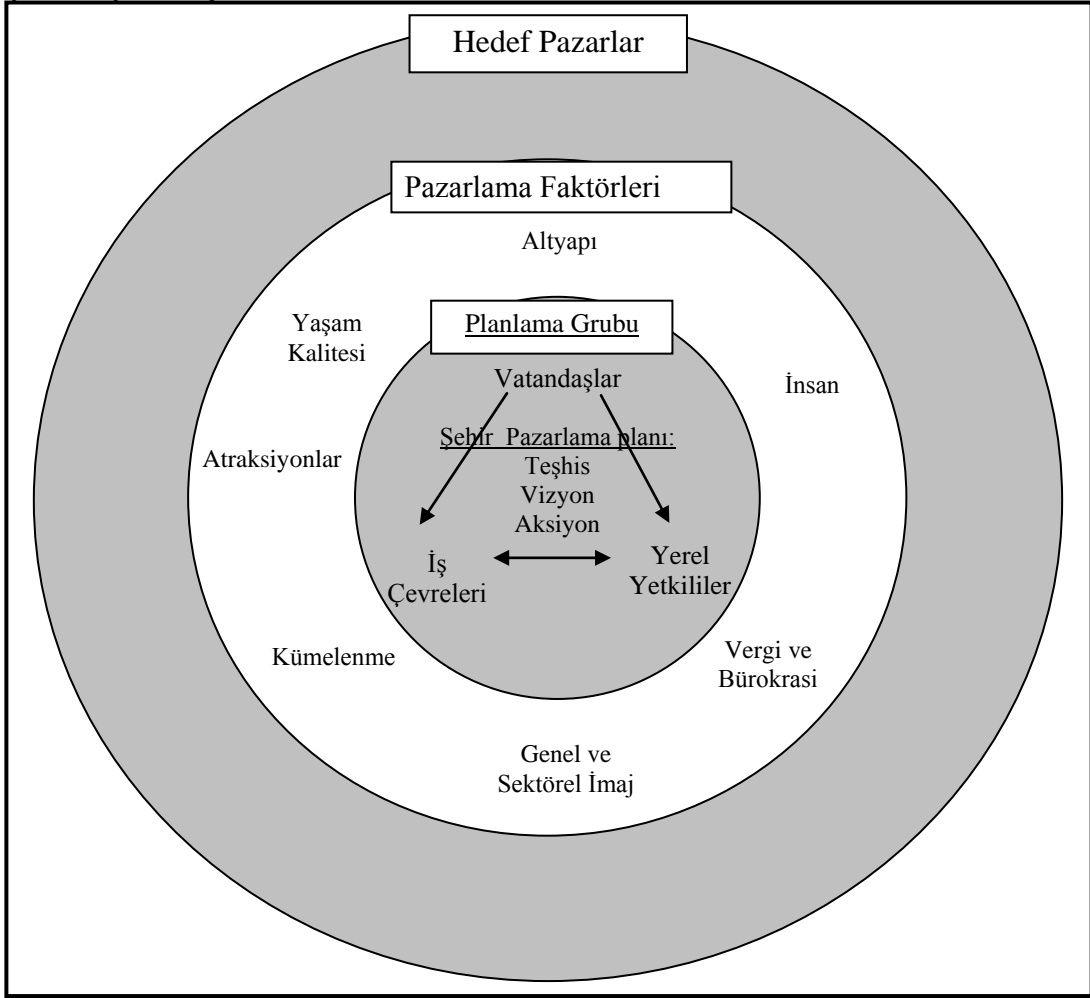 Hedef Pazarlar
Pazarlama Faktörleri
Altyapı
Yaşam
Kalitesi
Planlama Grubu
Vatandaşlar
İnsan
Şehir Pazarlama planı:
Atraksiyonlar
Teşhis
Vizyon
Aksiyon
İş
Çevreleri
Yerel
Yetkililer
Kümelenme
Vergi ve
Bürokrasi
Genel ve
Sektörel İmaj